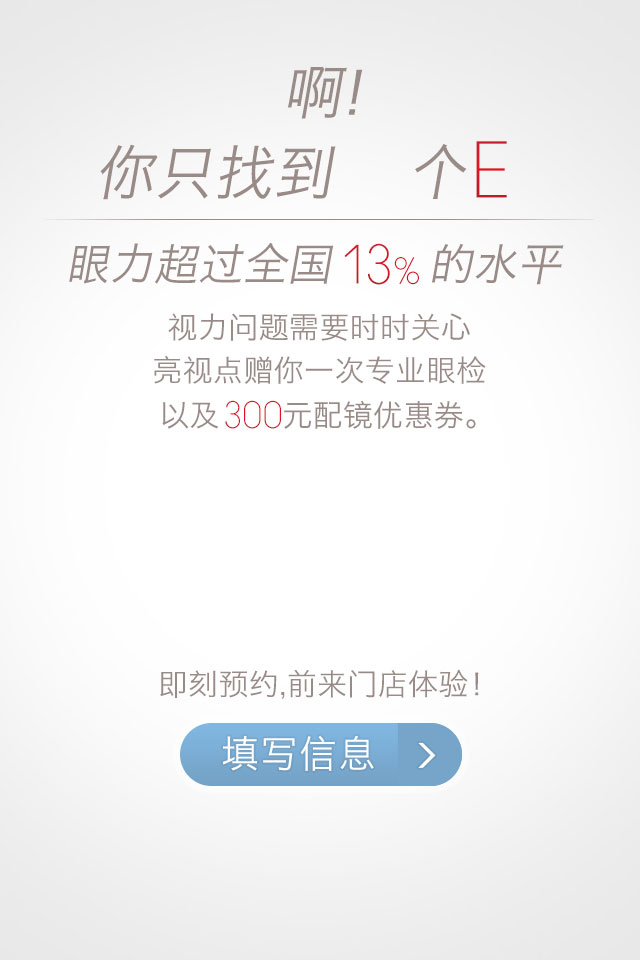 啊!
你只找到 个E
眼力超过全国13%的水平
视力问题需要时时关心
亮视点赠你一次专业眼检
以及300元配镜优惠券。
即刻预约,前来门店体验!
填写信息